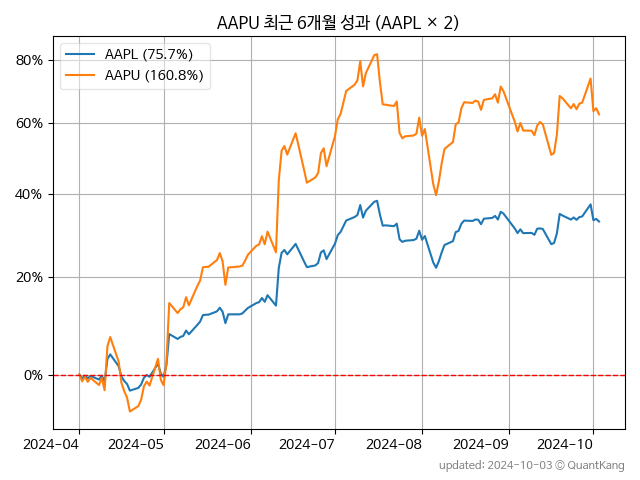 AAPU 최근 6개월 성과 (AAPL × 2)
AAPL (75.7%)
AAPU (160.8%)
80%
60%
40%
20%
0%
2024-04 2024-05 2024-06 2024-07 2024-08 2024-09 2024-10
updated: 2024-10-03 © QuantKang